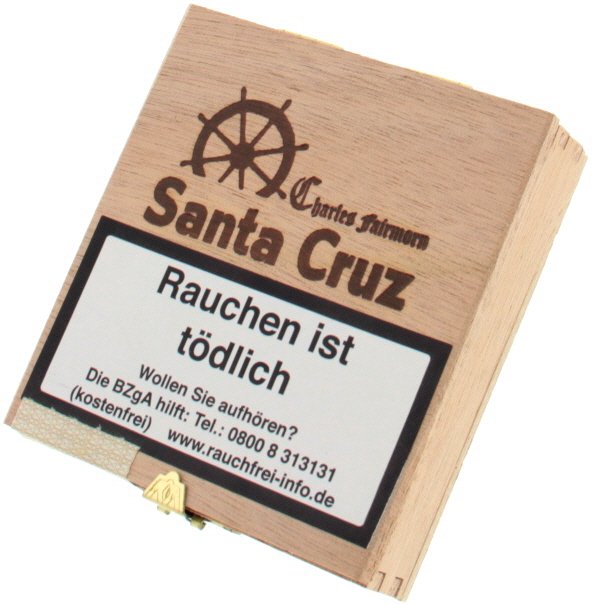 Charles Fairmorn
Santa Cruz
Rauchen ist
tödlich
Wollen Sie aufhören?
Die BZgA hilft: Tel.: 0800 8 313131
(kostenfrei) www.rauchfrei-info.de